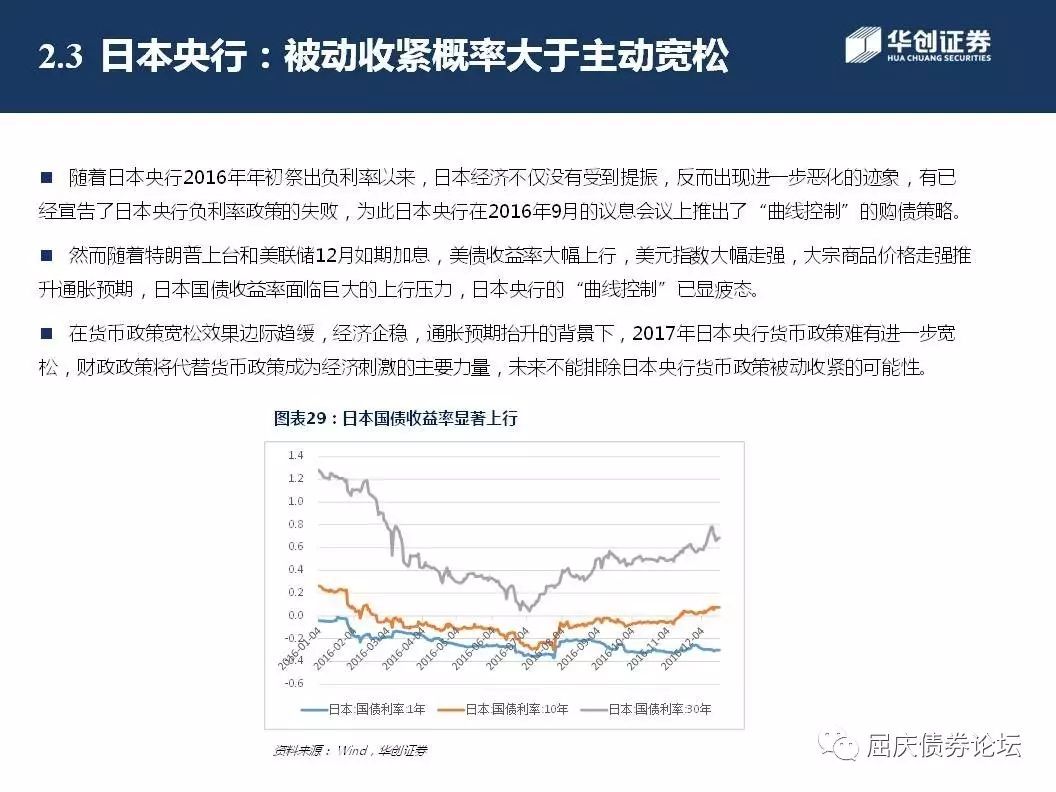 2.3 日本央行：被动收紧概率大于主动宽松
华创证券
HUA CHUANG SECURITIES
■ 随着日本央行2016年年初祭出负利率以来，日本经济不仅没有受到提振，反而出现进一步恶化的迹象，有已
经宣告了日本央行负利率政策的失败，为此日本央行在2016年9月的议息会议上推出了“曲线控制”的购债策略。
■ 然而随着特朗普上台和美联储12月如期加息，美债收益率大幅上行，美元指数大幅走强，大宗商品价格走强推
升通胀预期，日本国债收益率面临巨大的上行压力，日本央行的“曲线控制”已显疲态。
■ 在货币政策宽松效果边际趋缓，经济企稳，通胀预期抬升的背景下，2017年日本央行货币政策难有进一步宽
松，财政政策将代替货币政策成为经济刺激的主要力量，未来不能排除日本央行货币政策被动收紧的可能性。
图表29：日本国债收益率显著上行
1.4
1.2
1.0
0.8
0.6
0.4
0.2
0.0
-0.2
-0.4
-0.6
2016-01-04
2016-02-04
2016-03-04
2016-04-04
2016-05-04
2016-06-04
2016-07-04
2016-08-04
2016-09-04
2016-10-04
2016-11-04
2016-12-04
日本:国债利率:1年
日本:国债利率:10年
日本:国债利率:30年
资料来源：Wind，华创证券
屈庆债券论坛